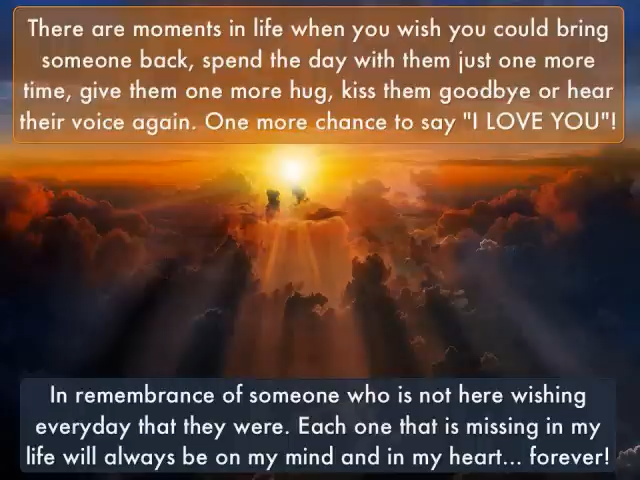 There are moments in life when you wish you could bring
someone back, spend the day with them just one more
time, give them one more hug, kiss them goodbye or hear
their voice again. One more chance to say "I LOVE YOU"!
In remembrance of someone who is not here wishing
everyday that they were. Each one that is missing in my
life will always be on my mind and in my heart... forever!